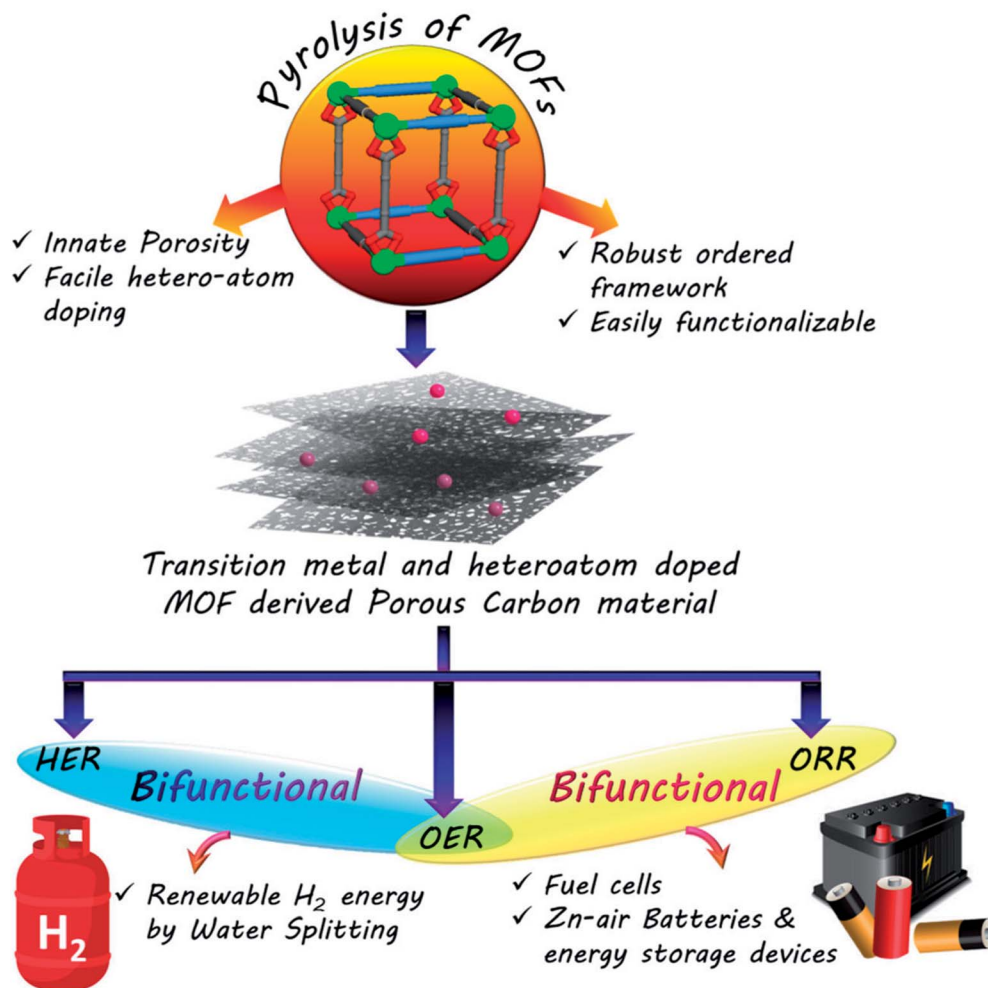 Pyrolysis of MOFs
✓ Innate Porosity
✓ Facile hetero-atom
doping
✓ Robust ordered
framework
✓ Easily functionalizable
Transition metal and heteroatom doped
MOF derived Porous Carbon material
HER
Bifunctional
OER
Bifunctional
ORR
H₂
✓ Renewable H₂ energy
by Water Splitting
✓ Fuel cells
✓ Zn-air Batteries &
energy storage devices